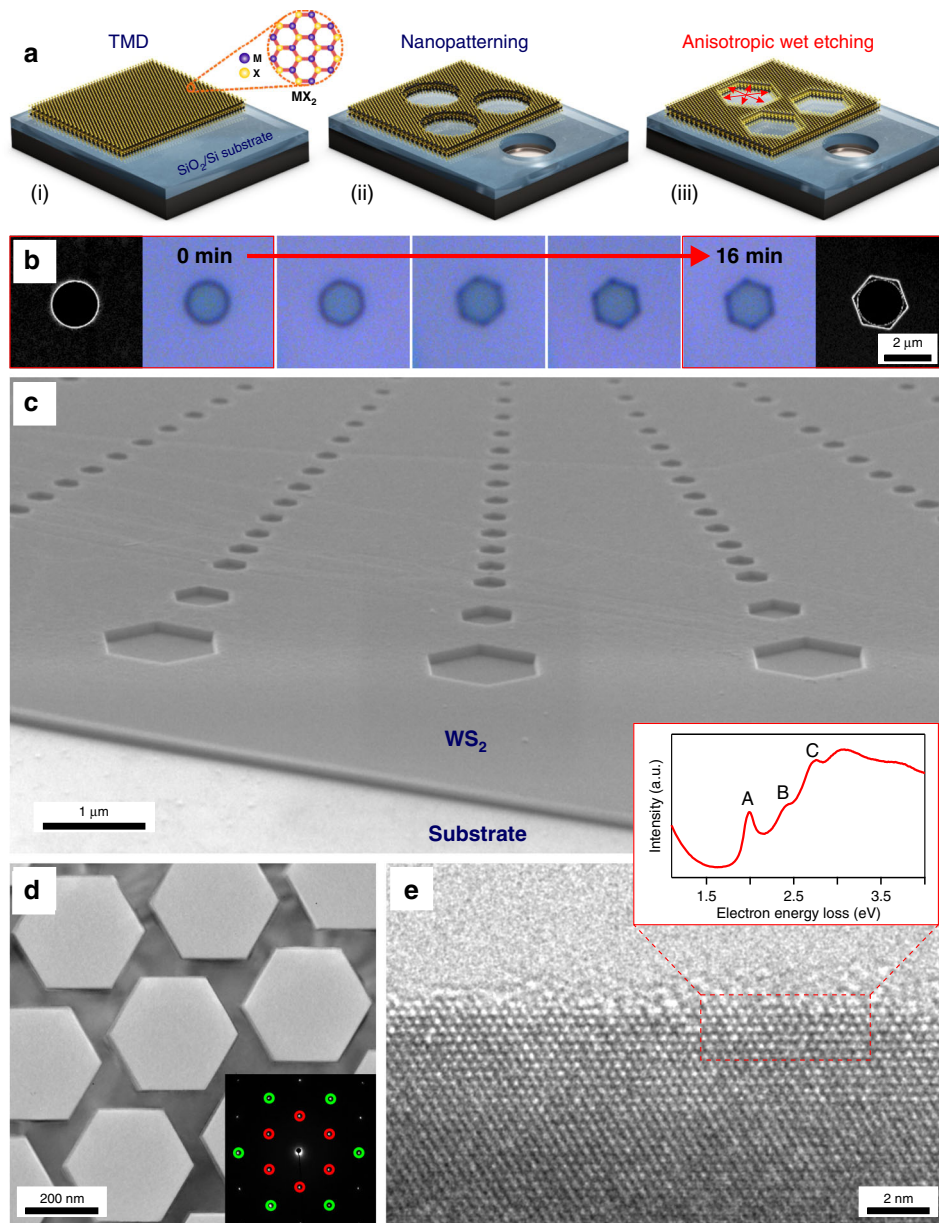 a
TMD
Nanopatterning
Anisotropic wet etching
M
X
MX₂
SiO₂/Si substrate
(i)
(ii)
(iii)
b
0 min
16 min
2 µm
c
WS₂
1 µm
Substrate
A
B
C
Intensity (a.u.)
1.5
2.5
3.5
Electron energy loss (eV)
d
200 nm
e
2 nm